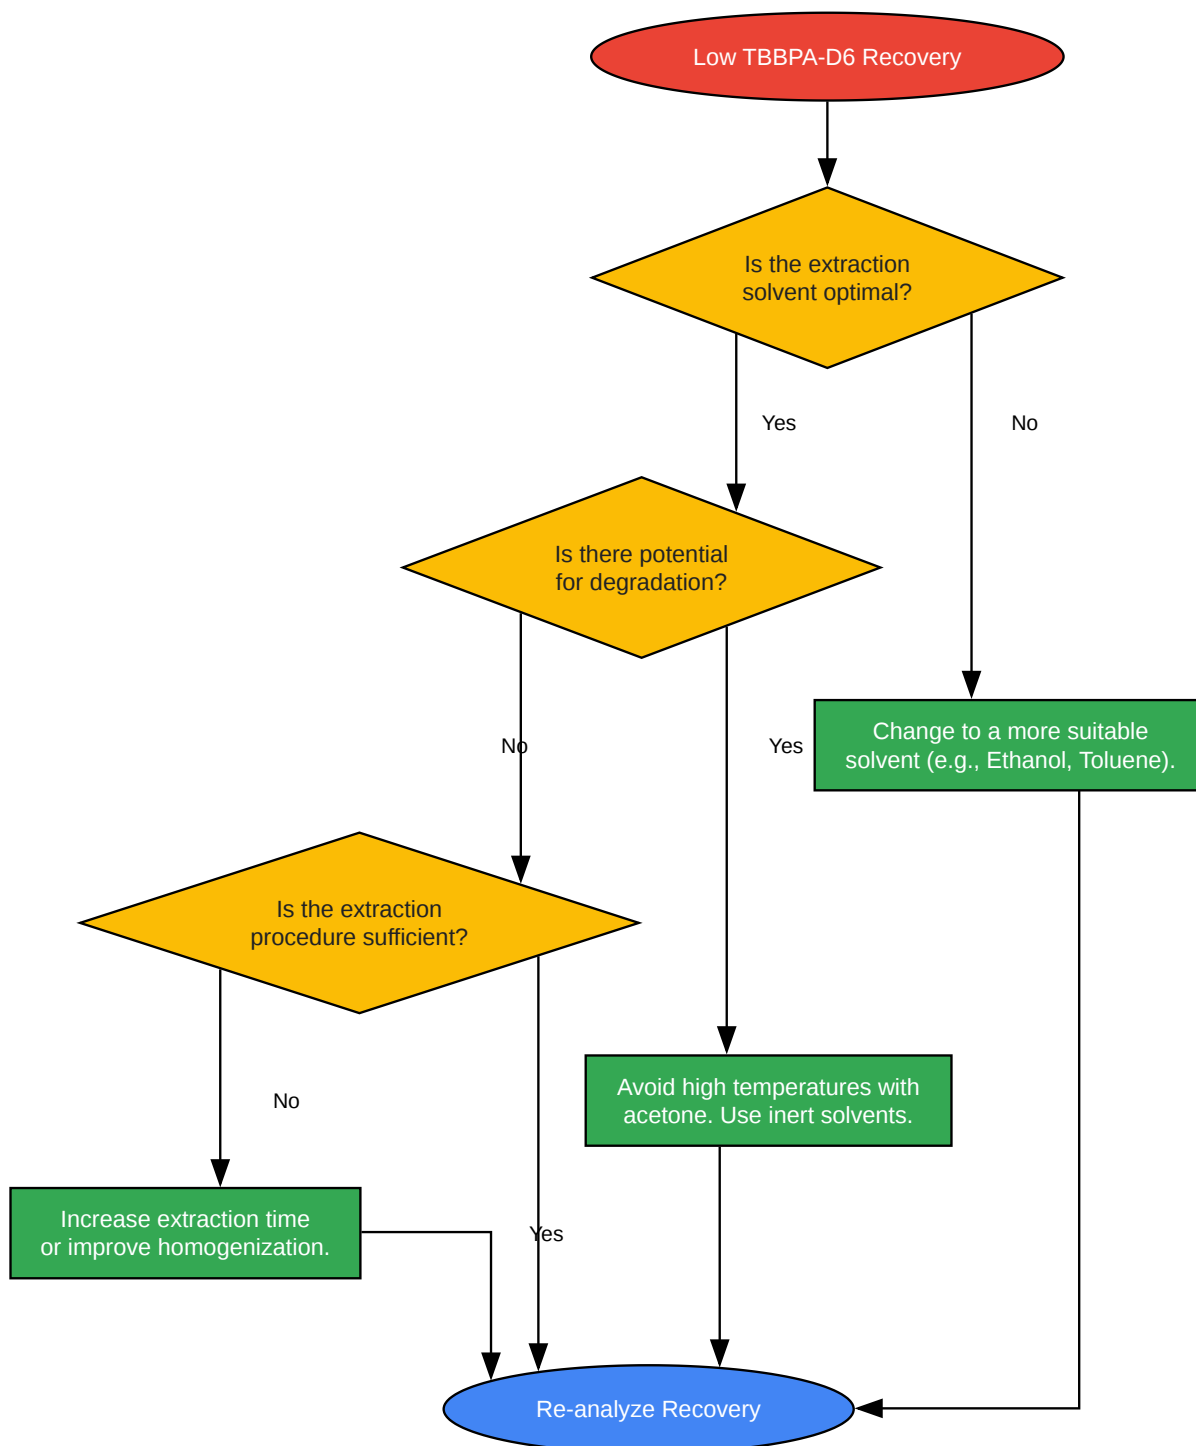 Low TBBPA-D6 Recovery
Is the extraction
solvent optimal?
Yes
No
Is there potential
for degradation?
No
Yes
Change to a more suitable
solvent (e.g., Ethanol, Toluene).
Is the extraction
procedure sufficient?
No
Avoid high temperatures with
acetone. Use inert solvents.
Increase extraction time
or improve homogenization.
Yes
Re-analyze Recovery